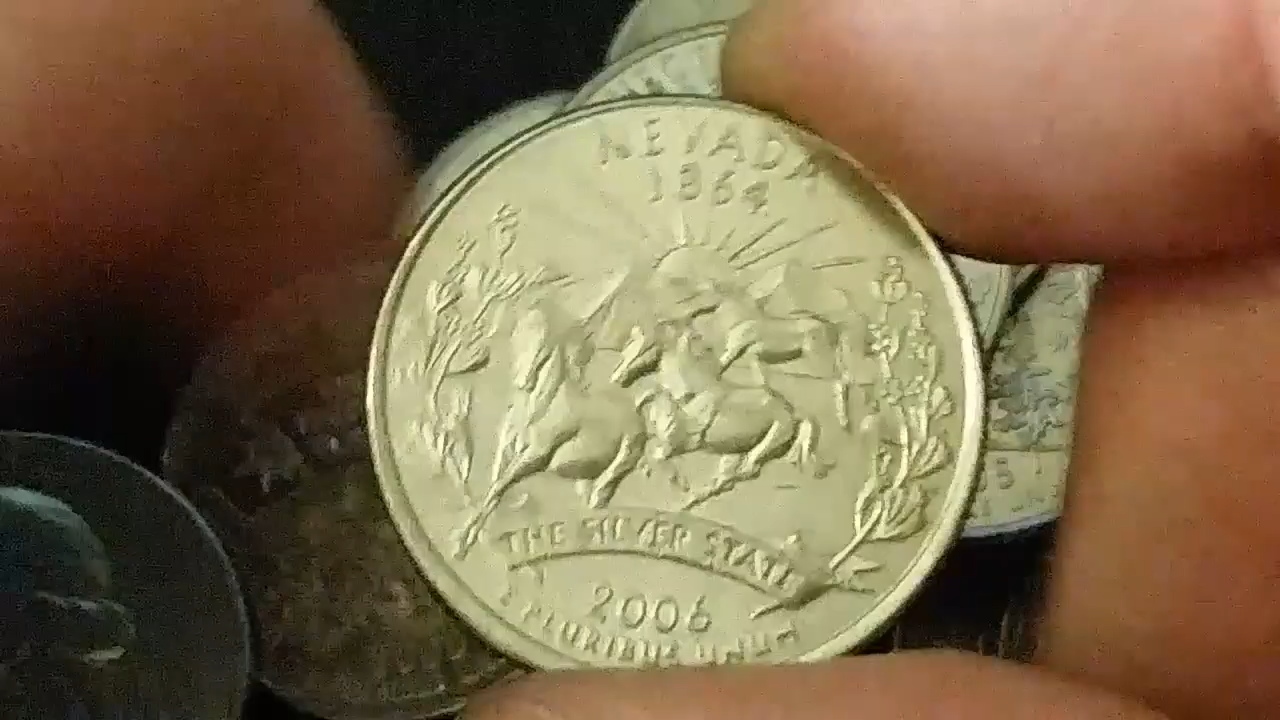 NEVADA
1864
THE SILVER STATE
2006
E PLURIBUS UNUM